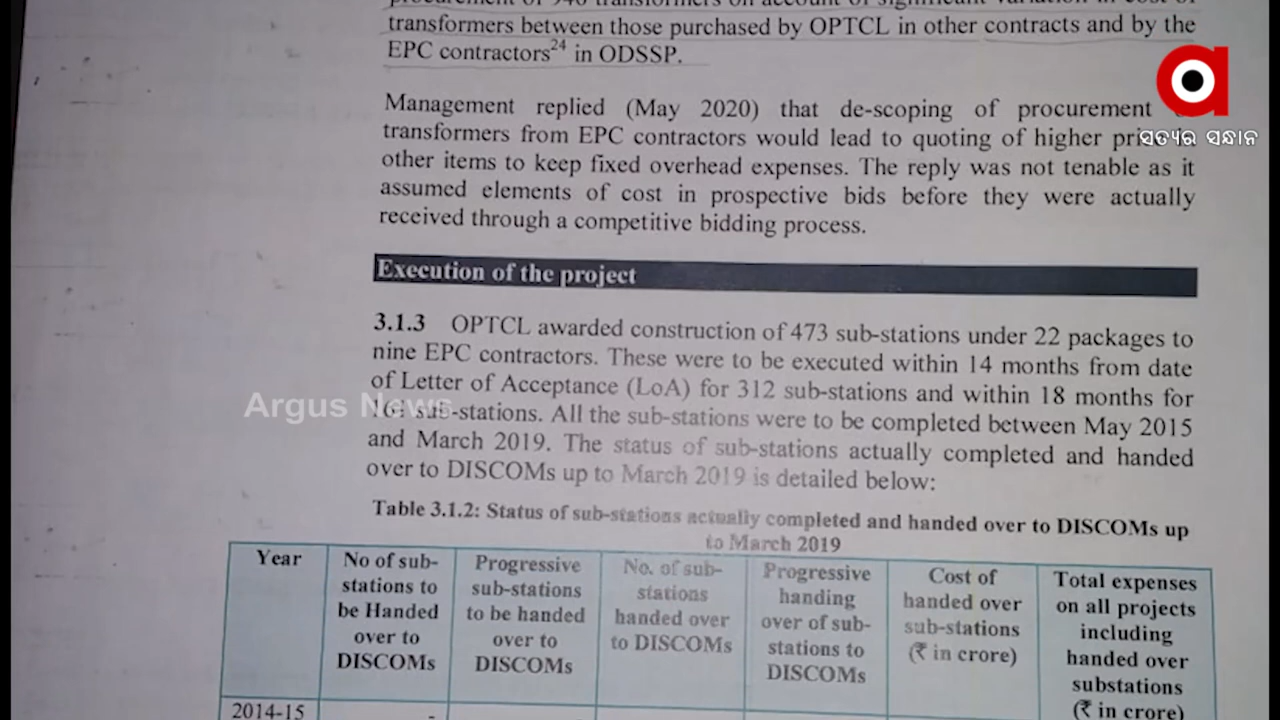 transformers between those purchased by OPTCL in other contracts and by the
EPC contractors24 in ODSSP.
Management replied (May 2020) that de-scoping of procurement
transformers from EPC contractors would lead to quoting of higher
other items to keep fixed overhead expenses. The reply was not tenable as it
assumed elements of cost in prospective bids before they were actually
received through a competitive bidding process.
Execution of the project
3.1.3 OPTCL awarded construction of 473 sub-stations under 22 packages to
nine EPC contractors. These were to be executed within 14 months from date
of Letter of Acceptance (LoA) for 312 sub-stations and within 18 months for
sub-stations. All the sub-stations were to be completed between May 2015
and March 2019. The status of sub-stations actually completed and handed
over to DISCOMs up to March 2019 is detailed below:
Table 3.1.2: Status of sub-stations actually completed and handed over to DISCOMs up
to March 2019
Year
No of sub-
stations to
be Handed
over to
DISCOMs
Progressive
sub-stations
to be handed
over to
DISCOMs
No. of sub-
stations
handed over
to DISCOMs
Progressive
handing
over of sub-
stations to
DISCOMs
Cost of
handed over
sub-stations
(₹ in crore)
Total expenses
on all projects
including
handed over
substations
(₹ in crore)
2014-15
-
ସତ୍ୟର ସନ୍ଧାନ
Argus News